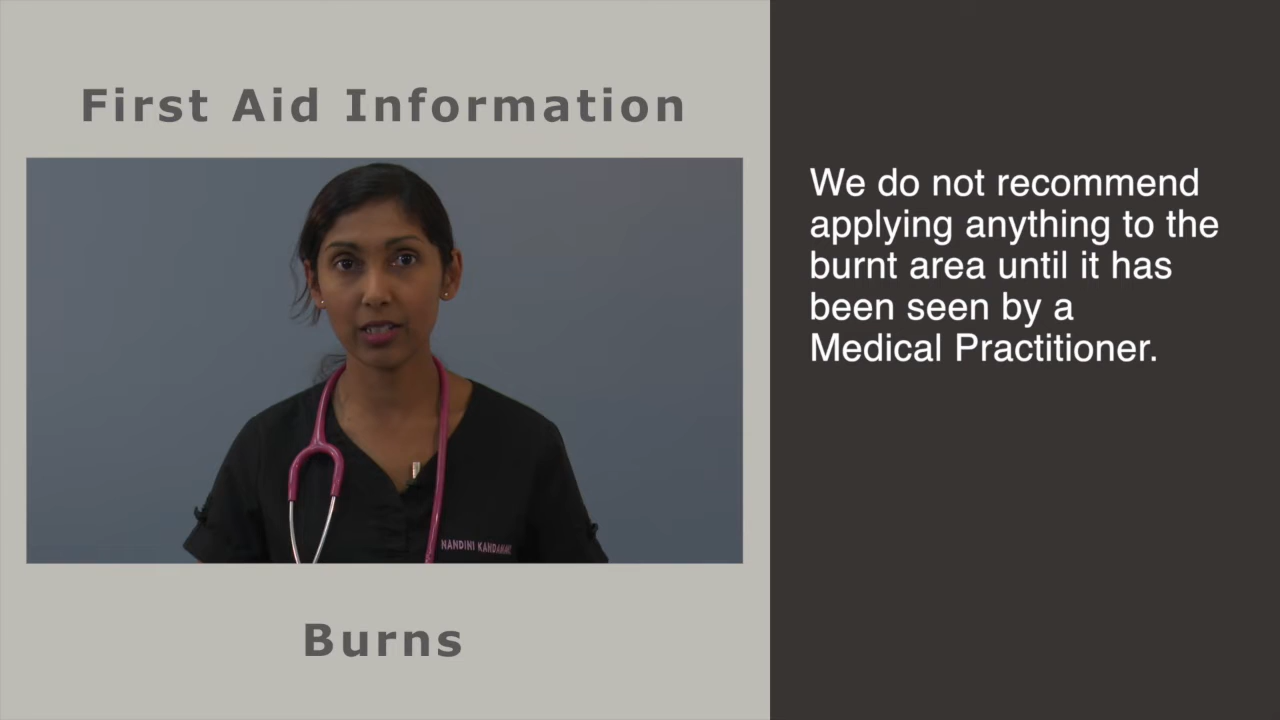 First Aid Information
NANDINI
Burns
We do not recommend
applying anything to the
burnt area until it has
been seen by a
Medical Practitioner.